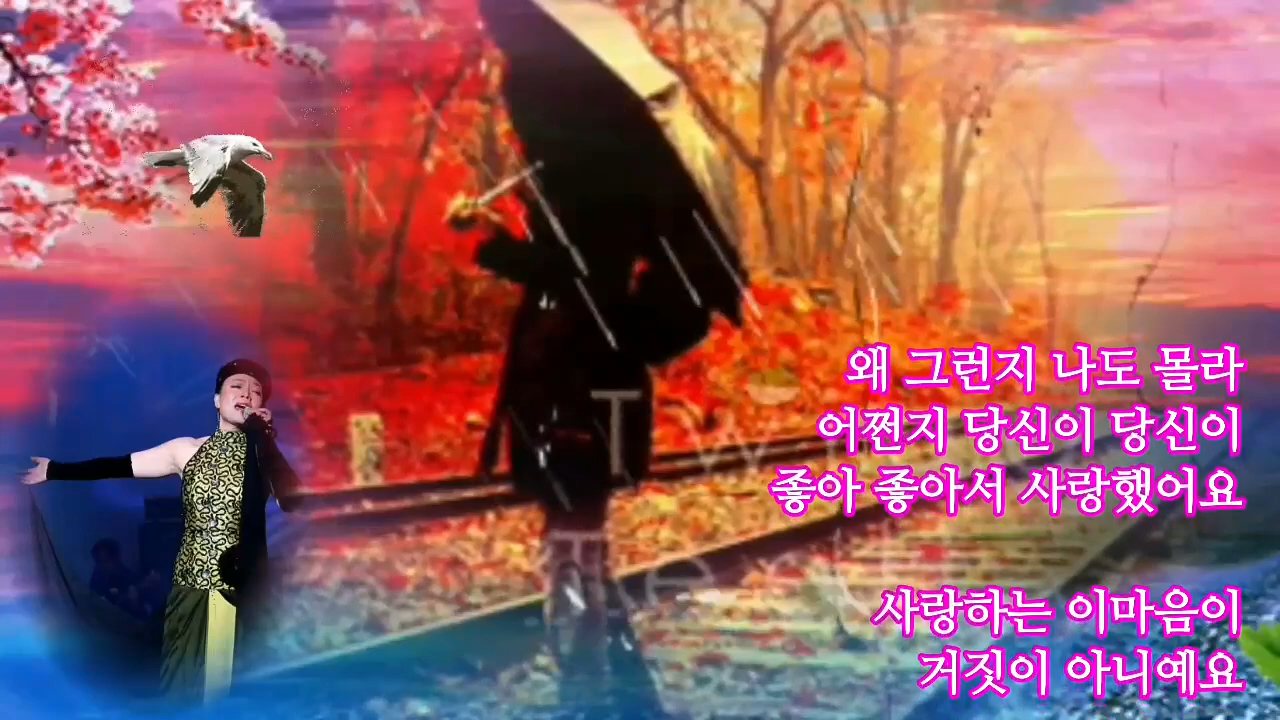 왜 그런지 나도 몰라
어쩐지 당신이 당신이
좋아 좋아서 사랑했어요
사랑하는 이마음이
거짓이 아니예요